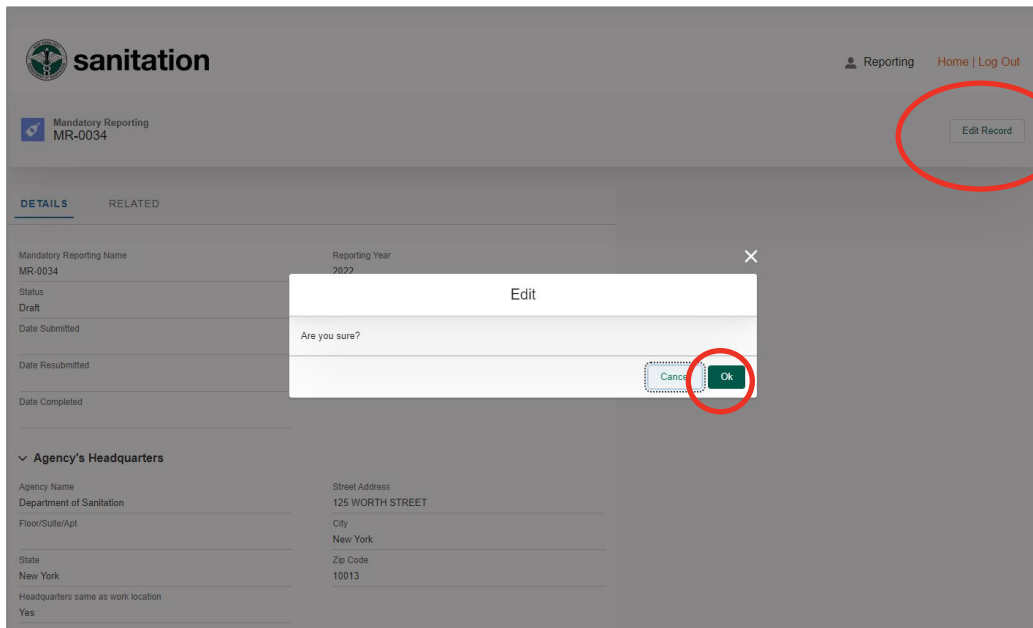 sanitation
Reporting Home | Log Out
Mandatory Reporting
MR-0034
Edit Record
DETAILS RELATED
Mandatory Reporting Name Reporting Year
MR-0034 2022
Status
Draft
Date Submitted
Date Resubmitted
Date Completed
Edit
Are you sure?
Cancel Ok
Agency's Headquarters
Agency Name Street Address
Department of Sanitation 125 WORTH STREET
Floor/Suite/Apt City
New York
State Zip Code
New York 10013
Headquarters same as work location
Yes